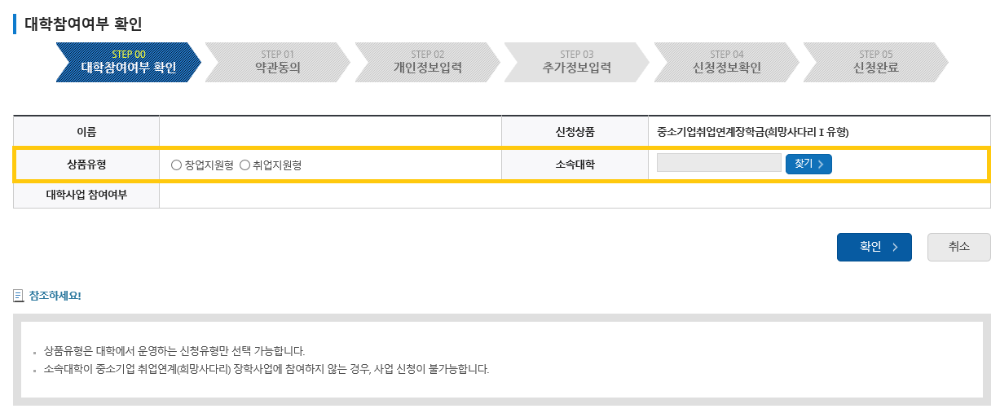 대학참여여부 확인
STEP 00
대학참여여부 확인
STEP 01
약관동의
STEP 02
개인정보입력
STEP 03
추가정보입력
STEP 04
신청정보확인
STEP 05
신청완료
이름
신청상품
중소기업취업연계장학금(희망사다리 I 유형)
상품유형
창업지원형 취업지원형
소속대학
찾기
대학사업 참여여부
확인
취소
참조하세요!
상품유형은 대학에서 운영하는 신청유형만 선택 가능합니다.
소속대학이 중소기업 취업연계(희망사다리) 장학사업에 참여하지 않는 경우, 사업 신청이 불가능합니다.